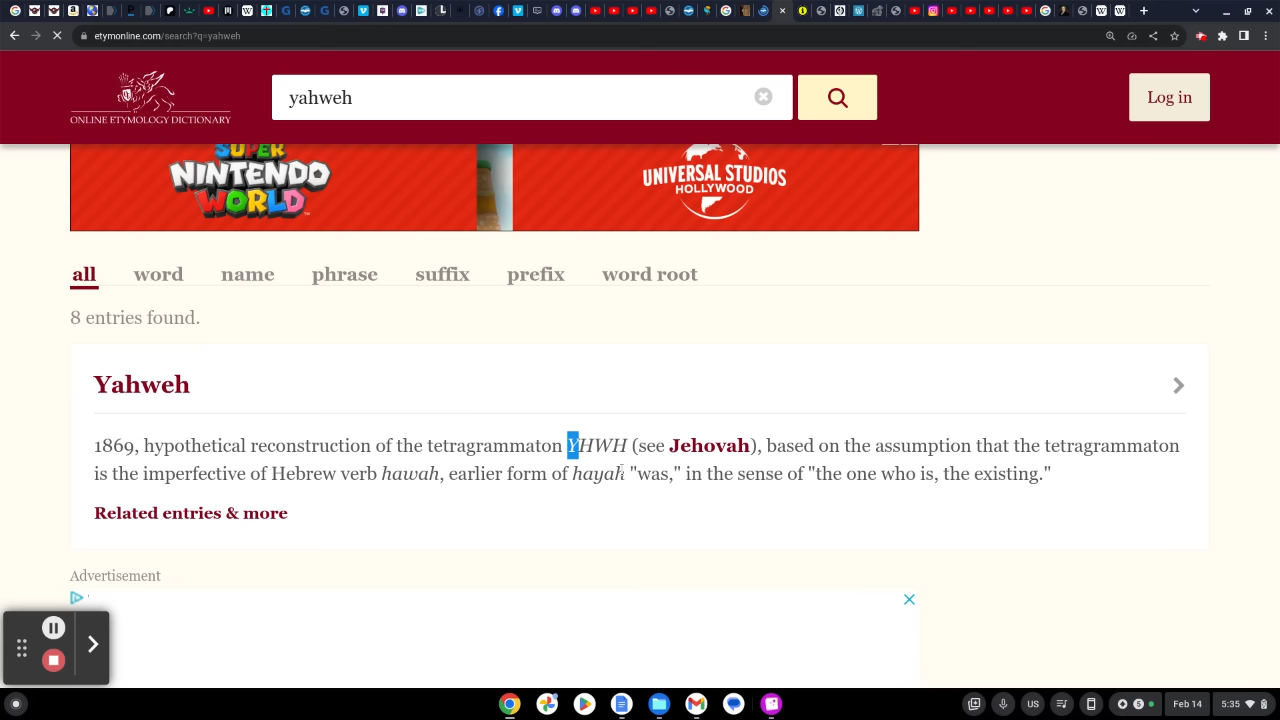 etymonline.com/search?q=yahweh
ONLINE ETYMOLOGY DICTIONARY
yahweh
Log in
SUPER
NINTENDO
WORLD
UNIVERSAL STUDIOS
HOLLYWOOD
all word name phrase suffix prefix word root
8 entries found.
Yahweh
1869, hypothetical reconstruction of the tetragrammaton YHWH (see Jehovah), based on the assumption that the tetragrammaton
is the imperfective of Hebrew verb hawah, earlier form of hayah "was," in the sense of "the one who is, the existing."
Related entries & more
Advertisement
US
5
Feb 14
5:35